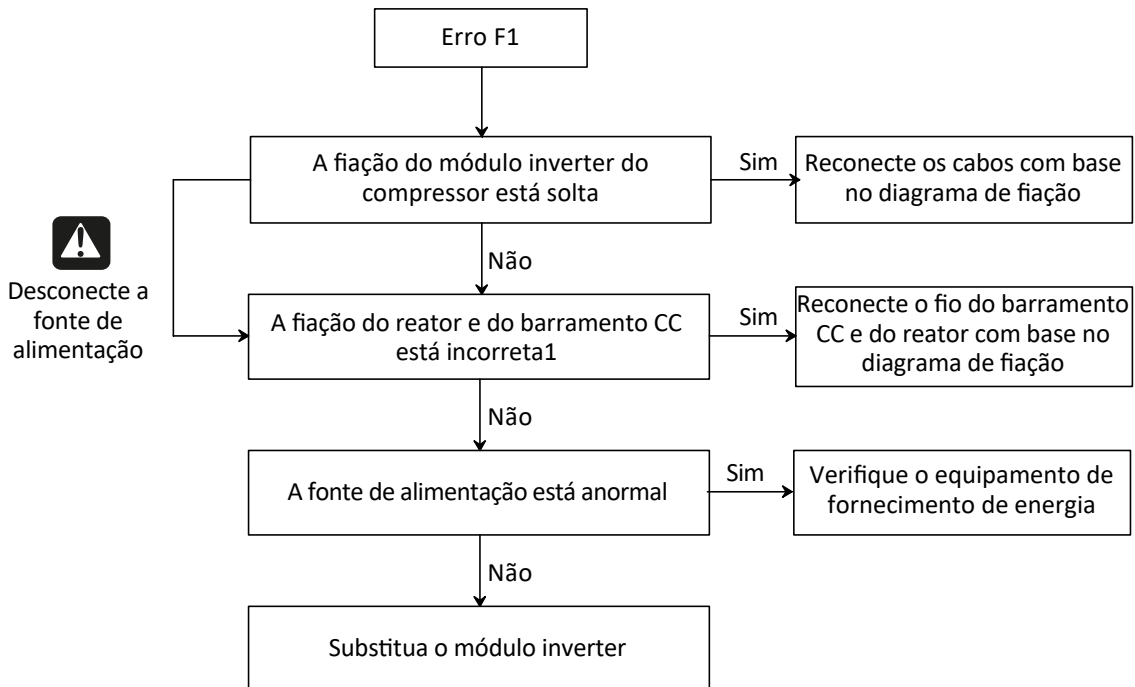 Erro F1
A fiação do módulo inverter do
compressor está solta
Sim
Reconecte os cabos com base
no diagrama de fiação
Não
Desconecte a
fonte de
alimentação
A fiação do reator e do barramento CC
está incorreta1
Sim
Reconecte o fio do barramento
CC e do reator com base no
diagrama de fiação
Não
A fonte de alimentação está anormal
Sim
Verifique o equipamento de
fornecimento de energia
Não
Substitua o módulo inverter